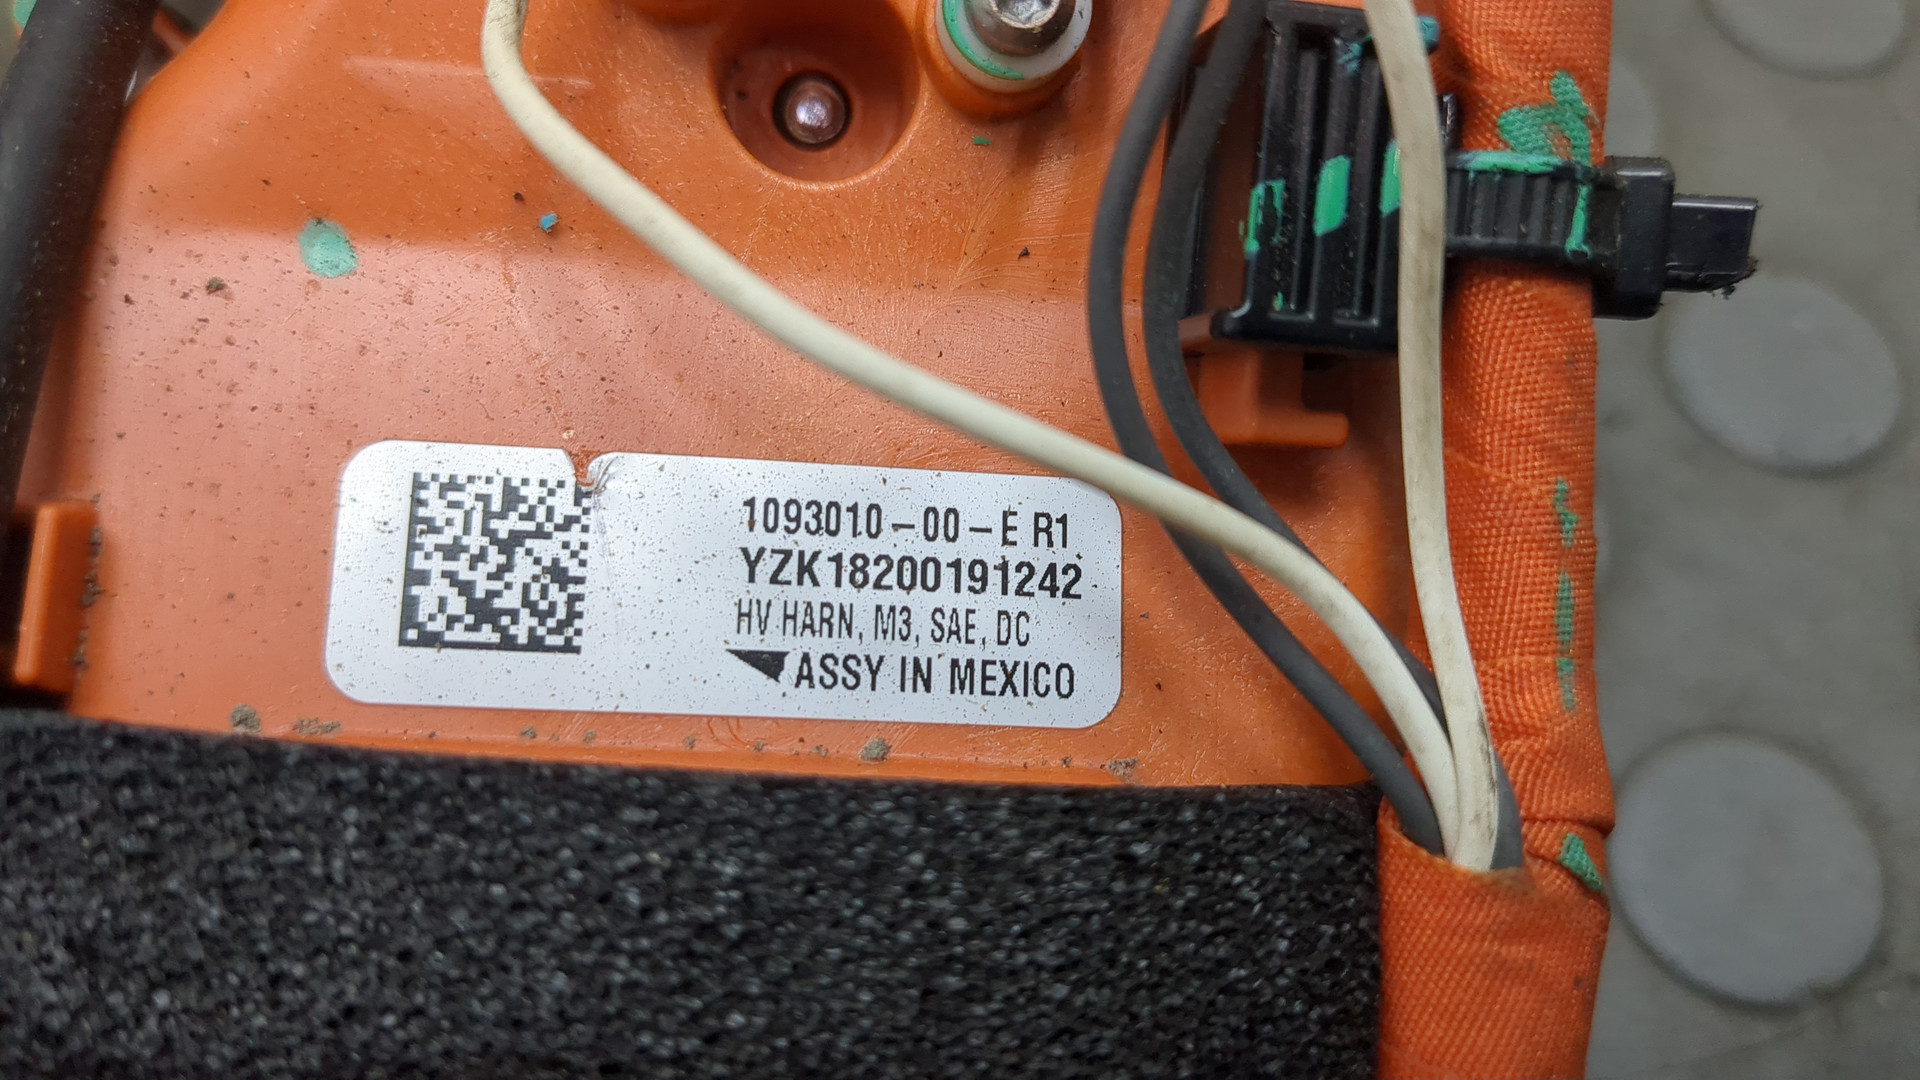 1093010-00-E R1
YZK18200191242
HV HARN, M3, SAE, DC
ASSY IN MEXICO